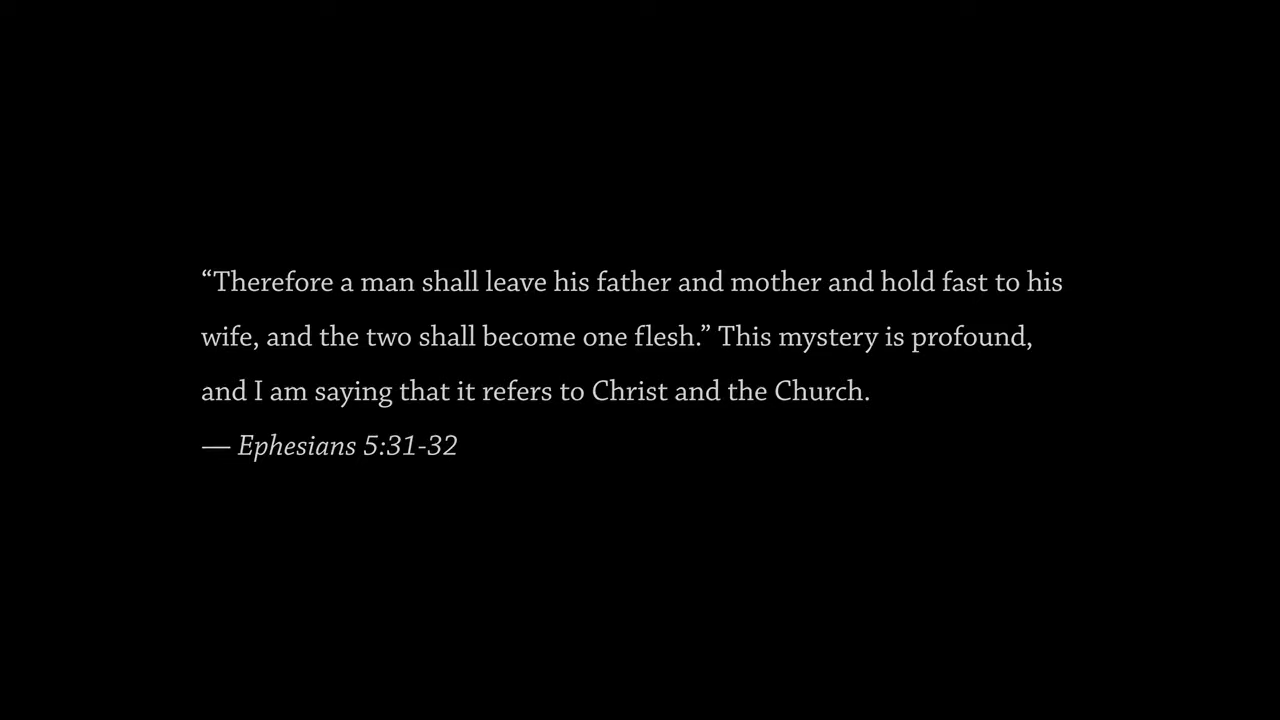 “Therefore a man shall leave his father and mother and hold fast to his
wife, and the two shall become one flesh.” This mystery is profound,
and I am saying that it refers to Christ and the Church.
— Ephesians 5:31-32